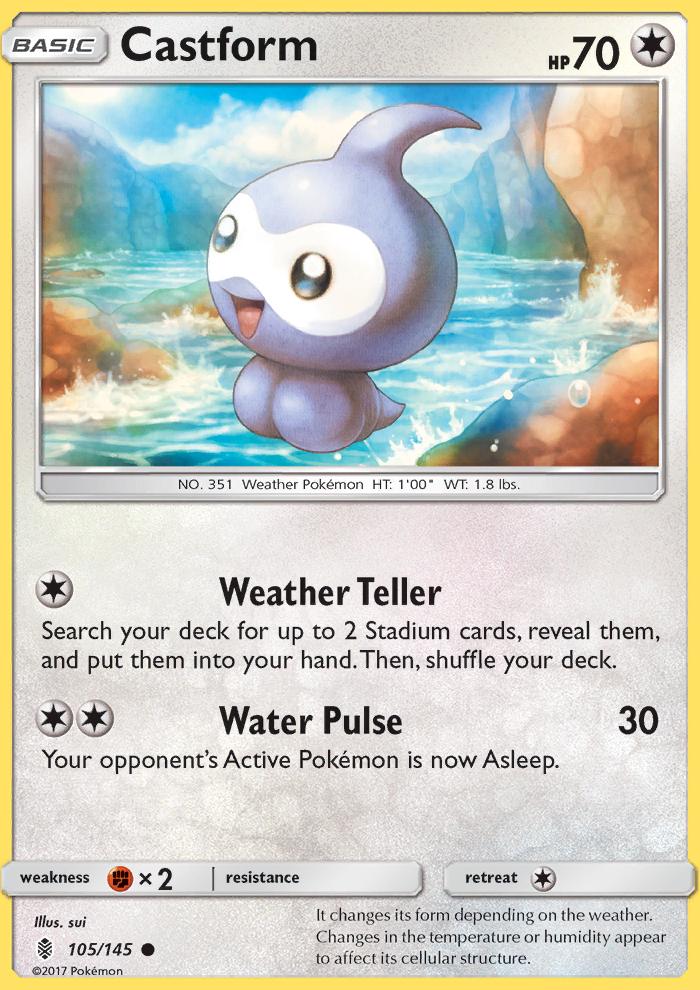 BASIC Castform HP70
NO. 351 Weather Pokémon HT: 1'00" WT: 1.8 lbs.
Weather Teller
Search your deck for up to 2 Stadium cards, reveal them,
and put them into your hand. Then, shuffle your deck.
Water Pulse 30
Your opponent's Active Pokémon is now Asleep.
weakness ×2 resistance retreat
Illus. sui
105/145
©2017 Pokémon
It changes its form depending on the weather.
Changes in the temperature or humidity appear
to affect its cellular structure.